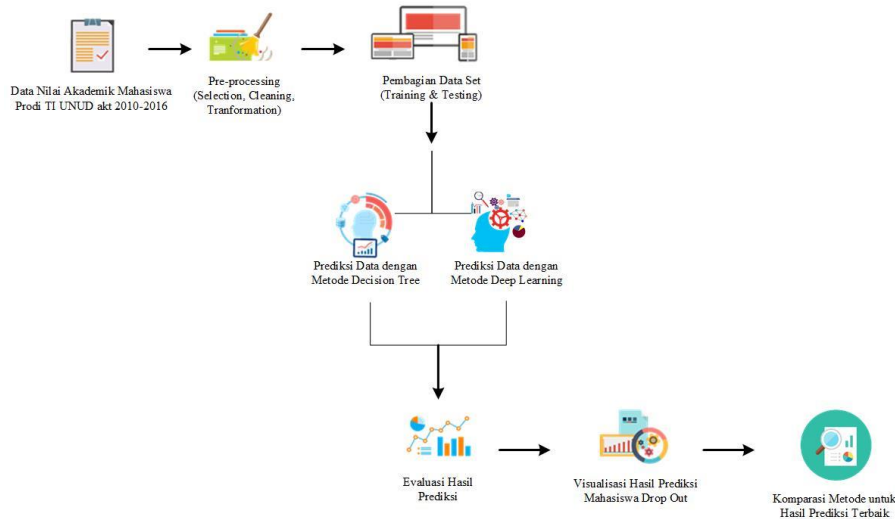 Data Nilai Akademik Mahasiswa
Prodi TI UNUD akt 2010-2016
Pre-processing
(Selection, Cleaning,
Tranformation)
Pembagian Data Set
(Training & Testing)
Prediksi Data dengan
Metode Decision Tree
Prediksi Data dengan
Metode Deep Learning
Evaluasi Hasil
Prediksi
Visualisasi Hasil Prediksi
Mahasiswa Drop Out
Komparasi Metode untuk
Hasil Prediksi Terbaik